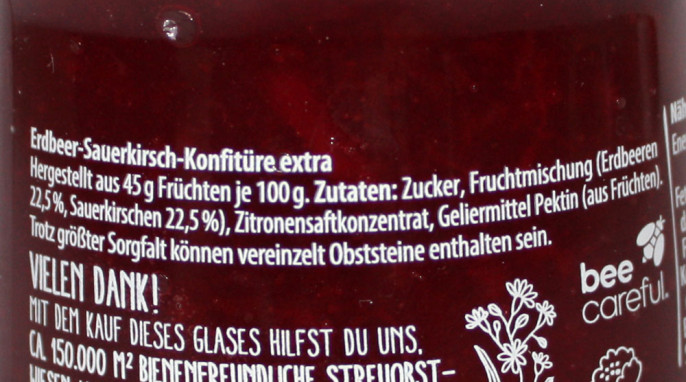 Erdbeer-Sauerkirsch-Konfitüre extra
Hergestellt aus 45 g Früchten je 100 g. Zutaten: Zucker, Fruchtmischung (Erdbeeren
22,5 %, Sauerkirschen 22,5 %), Zitronensaftkonzentrat, Geliermittel Pektin (aus Früchten).
Trotz größter Sorgfalt können vereinzelt Obststeine enthalten sein.
VIELEN DANK!
MIT DEM KAUF DIESES GLASES HILFST DU UNS,
CA. 150.000 M² BIENENFREUNDLICHE STREUOBST-
bee
careful.